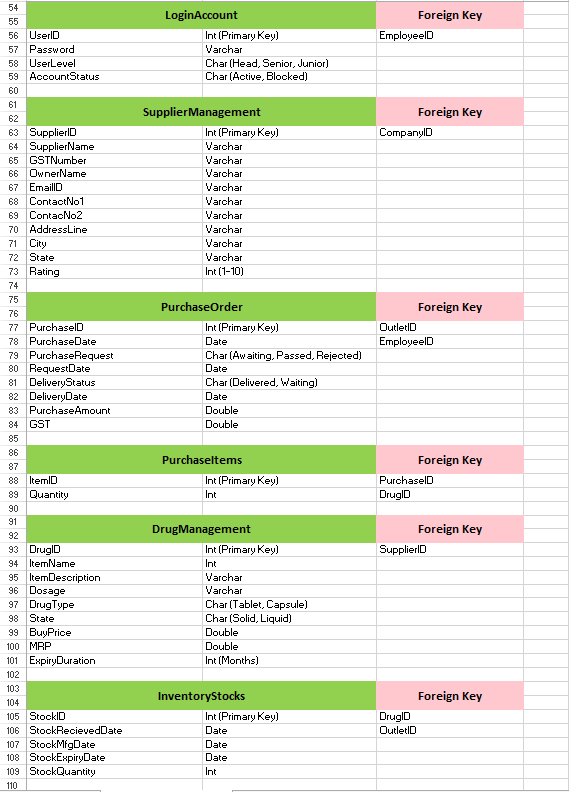 54
55 LoginAccount Foreign Key
56 UserID Int (Primary Key) EmployeeID
57 Password Varchar
58 UserLevel Char (Head, Senior, Junior)
59 AccountStatus Char (Active, Blocked)
60
61
62 SupplierManagement Foreign Key
63 SupplierID Int (Primary Key) CompanyID
64 SupplierName Varchar
65 GSTNumber Varchar
66 OwnerName Varchar
67 EmailID Varchar
68 ContactNo1 Varchar
69 ContacNo2 Varchar
70 AddressLine Varchar
71 City Varchar
72 State Varchar
73 Rating Int (1-10)
74
75
76 PurchaseOrder Foreign Key
77 PurchaseID Int (Primary Key) OutletID
78 PurchaseDate Date EmployeeID
79 PurchaseRequest Char (Awaiting, Passed, Rejected)
80 RequestDate Date
81 DeliveryStatus Char (Delivered, Waiting)
82 DeliveryDate Date
83 PurchaseAmount Double
84 GST Double
85
86
87 PurchaseItems Foreign Key
88 ItemID Int (Primary Key) PurchaseID
89 Quantity Int DrugID
90
91
92 DrugManagement Foreign Key
93 DrugID Int (Primary Key) SupplierID
94 ItemName Int
95 ItemDescription Varchar
96 Dosage Varchar
97 DrugType Char (Tablet, Capsule)
98 State Char (Solid, Liquid)
99 BuyPrice Double
100 MRP Double
101 ExpiryDuration Int (Months)
102
103
104 InventoryStocks Foreign Key
105 StockID Int (Primary Key) DrugID
106 StockRecievedDate Date OutletID
107 StockMfgDate Date
108 StockExpiryDate Date
109 StockQuantity Int
110